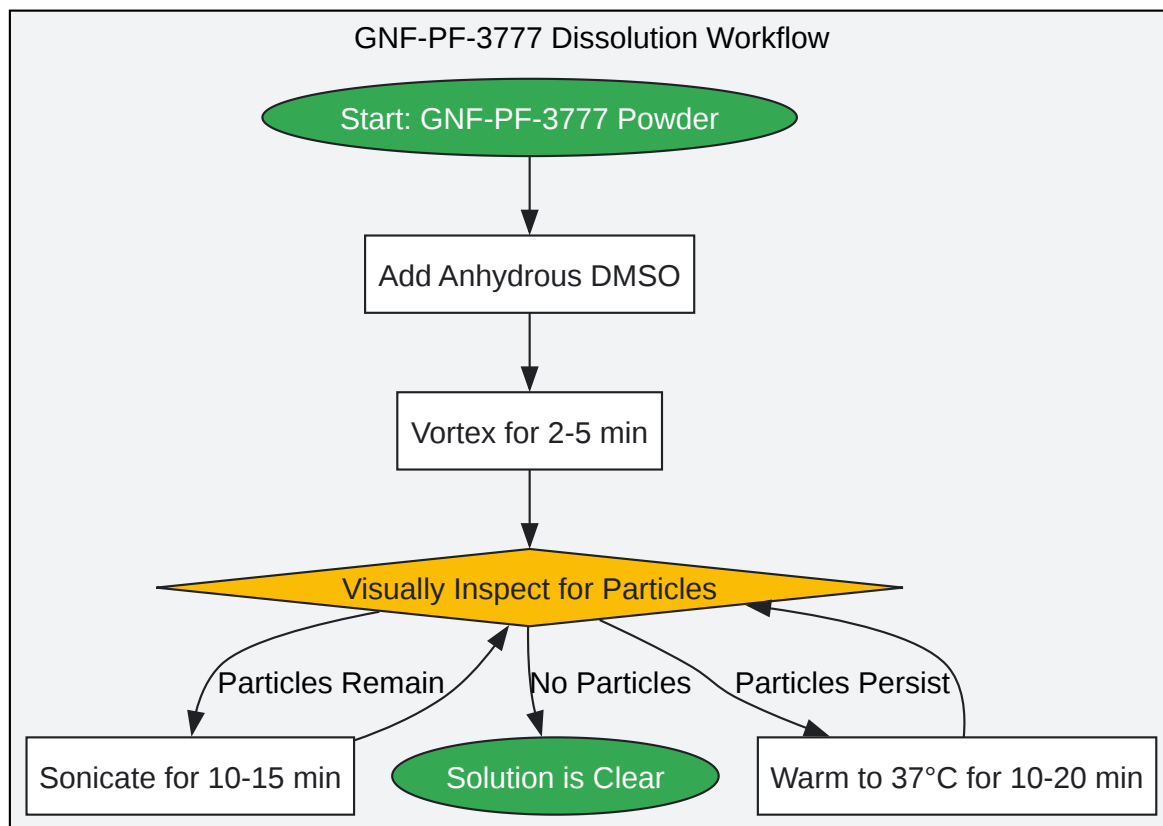 GNF-PF-3777 Dissolution Workflow
Start: GNF-PF-3777 Powder
Add Anhydrous DMSO
Vortex for 2-5 min
Visually Inspect for Particles
Particles Remain
No Particles
Particles Persist
Sonicate for 10-15 min
Solution is Clear
Warm to 37°C for 10-20 min